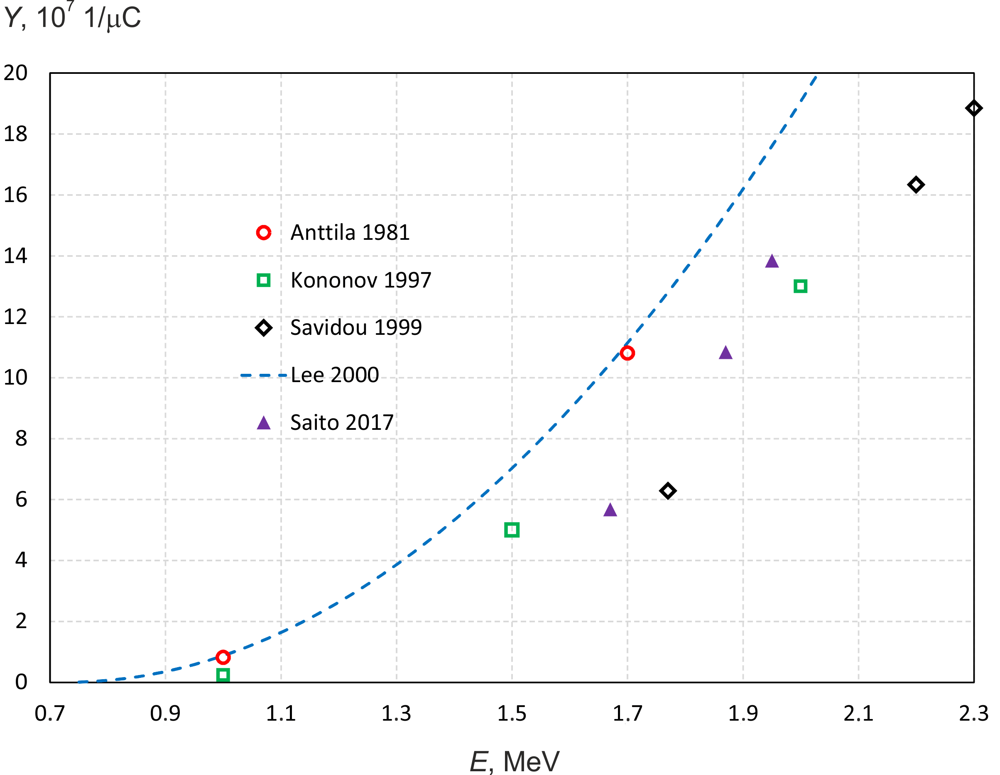 Y, 10⁷ 1/μC
20
18
16
14
12
10
8
6
4
2
0
Anttila 1981
Kononov 1997
Savidou 1999
Lee 2000
Saito 2017
0.7 0.9 1.1 1.3 1.5 1.7 1.9 2.1 2.3
E, MeV